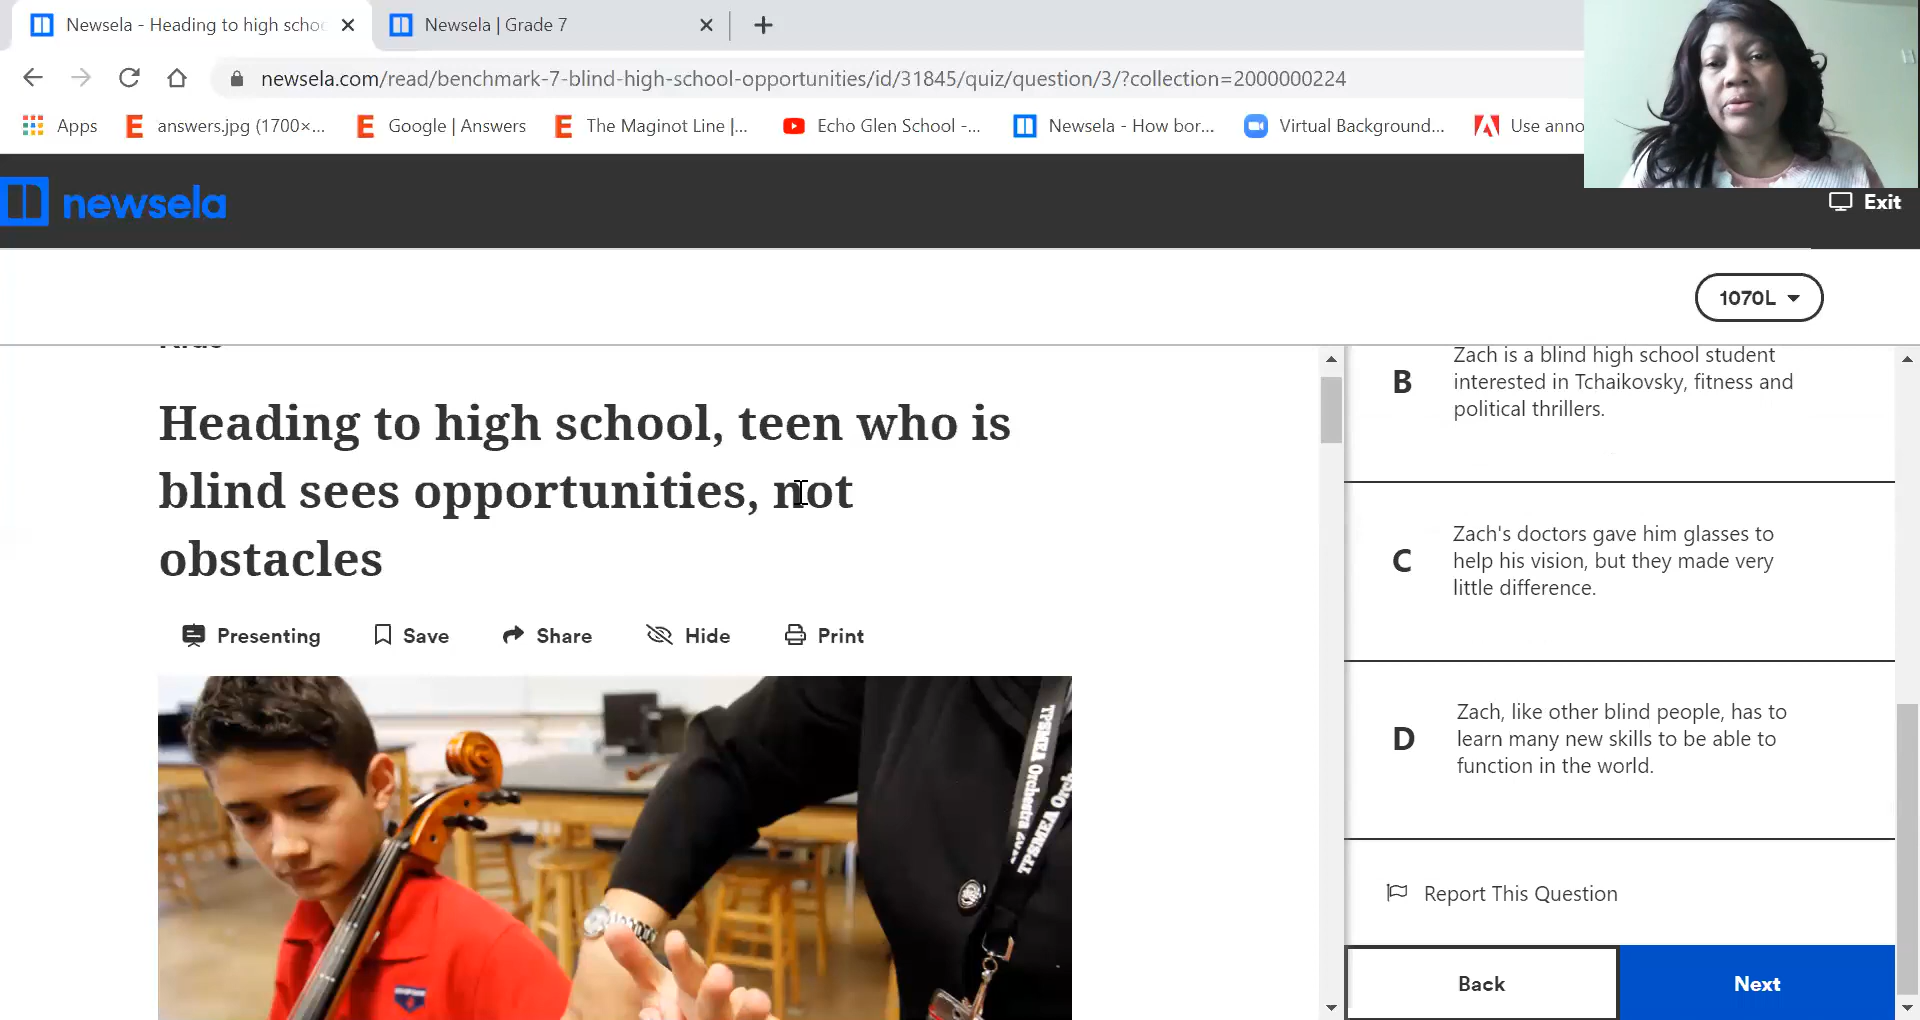 Newsela - Heading to high schoo
Newsela | Grade 7
newsela.com/read/benchmark-7-blind-high-school-opportunities/id/31845/quiz/question/3/?collection=2000000224
Apps
answers.jpg (1700×...
Google | Answers
The Maginot Line |...
Echo Glen School -...
Newsela - How bor...
Virtual Background...
Use anno
newsela
Exit
1070L
Heading to high school, teen who is
blind sees opportunities, not
obstacles
Presenting
Save
Share
Hide
Print
TPSMEA Orchestra
TPSMEA Orch
B
Zach is a blind high school student
interested in Tchaikovsky, fitness and
political thrillers.
C
Zach's doctors gave him glasses to
help his vision, but they made very
little difference.
D
Zach, like other blind people, has to
learn many new skills to be able to
function in the world.
Report This Question
Back
Next